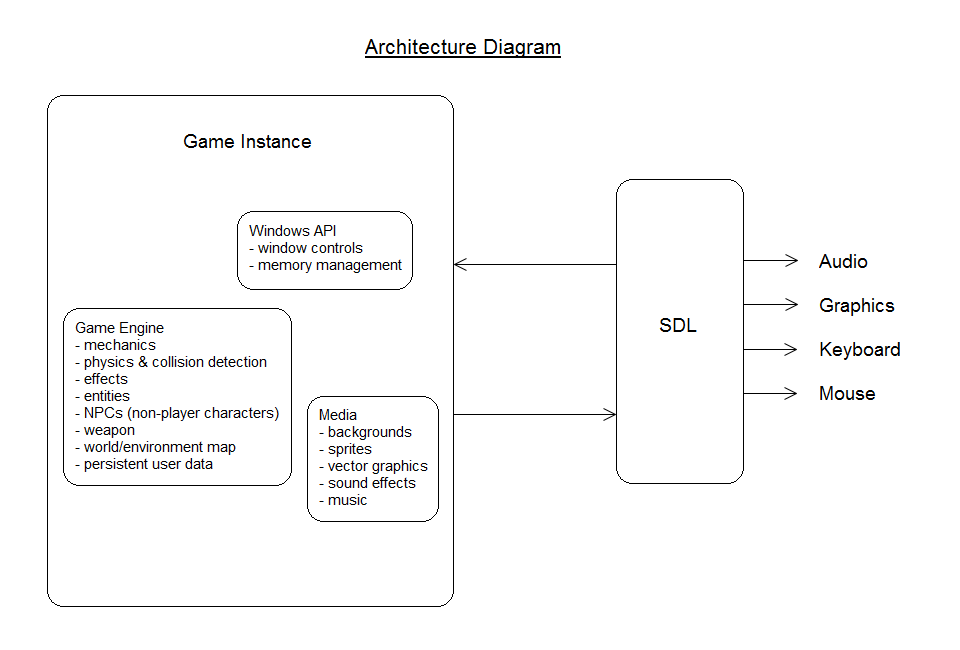 Architecture Diagram
Game Instance
Windows API
- window controls
- memory management
Game Engine
- mechanics
- physics & collision detection
- effects
- entities
- NPCs (non-player characters)
- weapon
- world/environment map
- persistent user data
Media
- backgrounds
- sprites
- vector graphics
- sound effects
- music
SDL
Audio
Graphics
Keyboard
Mouse